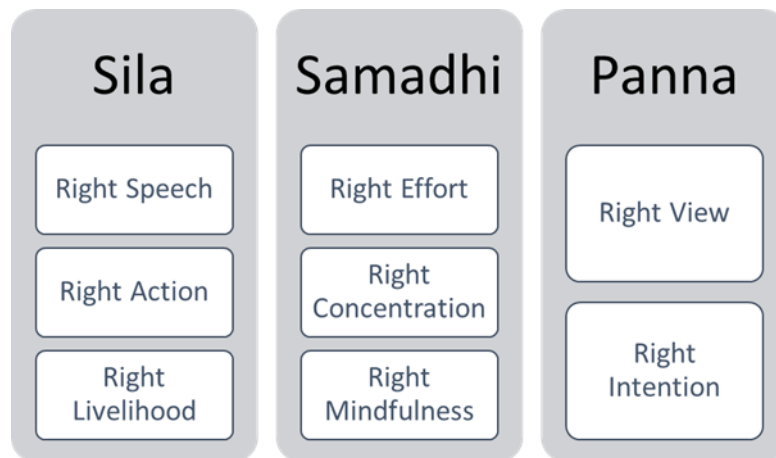 Sila
Right Speech
Right Action
Right
Livelihood
Samadhi
Right Effort
Right
Concentration
Right
Mindfulness
Panna
Right View
Right
Intention